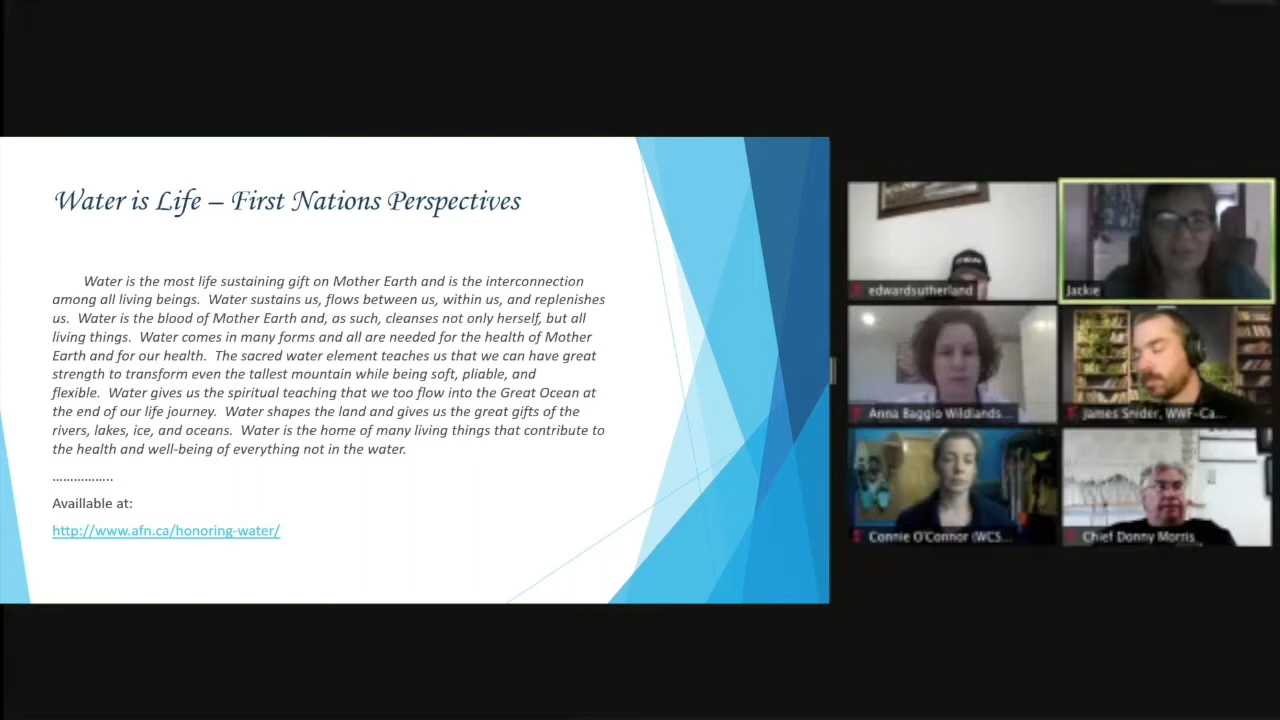 Water is Life – First Nations Perspectives
Water is the most life sustaining gift on Mother Earth and is the interconnection
among all living beings. Water sustains us, flows between us, within us, and replenishes
us. Water is the blood of Mother Earth and, as such, cleanses not only herself, but all
living things. Water comes in many forms and all are needed for the health of Mother
Earth and for our health. The sacred water element teaches us that we can have great
strength to transform even the tallest mountain while being soft, pliable, and
flexible. Water gives us the spiritual teaching that we too flow into the Great Ocean at
the end of our life journey. Water shapes the land and gives us the great gifts of the
rivers, lakes, ice, and oceans. Water is the home of many living things that contribute to
the health and well-being of everything not in the water.
……………..
Availlable at:
http://www.afn.ca/honoring-water/
edwardsutherland
Jackie
Anna Baggio Wildlands...
James Snider, WWF-Ca...
Connie O'Connor (WCS...
Chief Donny Morris